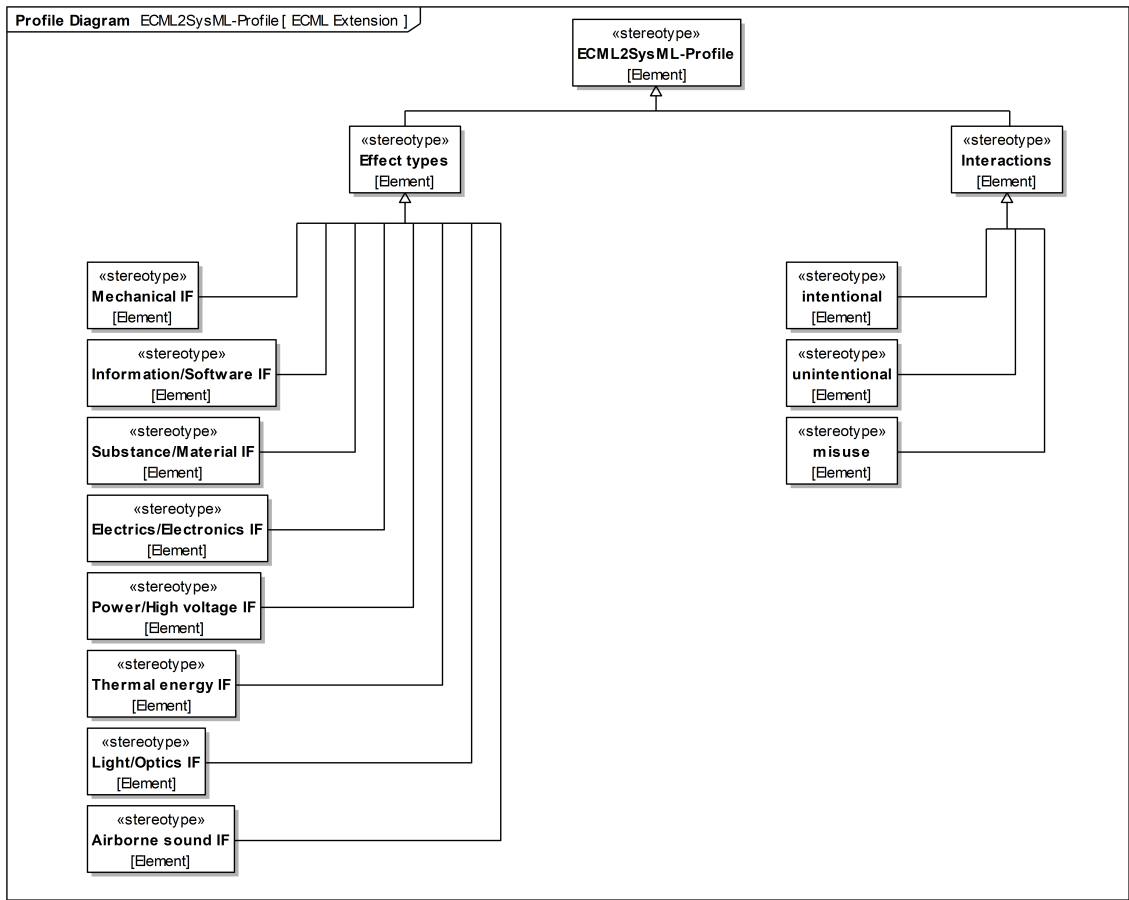 Profile Diagram ECML2SysML-Profile [ ECML Extension ]
«stereotype»
ECML2SysML-Profile
[Element]
«stereotype»
Effect types
[Element]
«stereotype»
Interactions
[Element]
«stereotype»
Mechanical IF
[Element]
«stereotype»
Information/Software IF
[Element]
«stereotype»
Substance/Material IF
[Element]
«stereotype»
Electrics/Electronics IF
[Element]
«stereotype»
Power/High voltage IF
[Element]
«stereotype»
Thermal energy IF
[Element]
«stereotype»
Light/Optics IF
[Element]
«stereotype»
Airborne sound IF
[Element]
«stereotype»
intentional
[Element]
«stereotype»
unintentional
[Element]
«stereotype»
misuse
[Element]